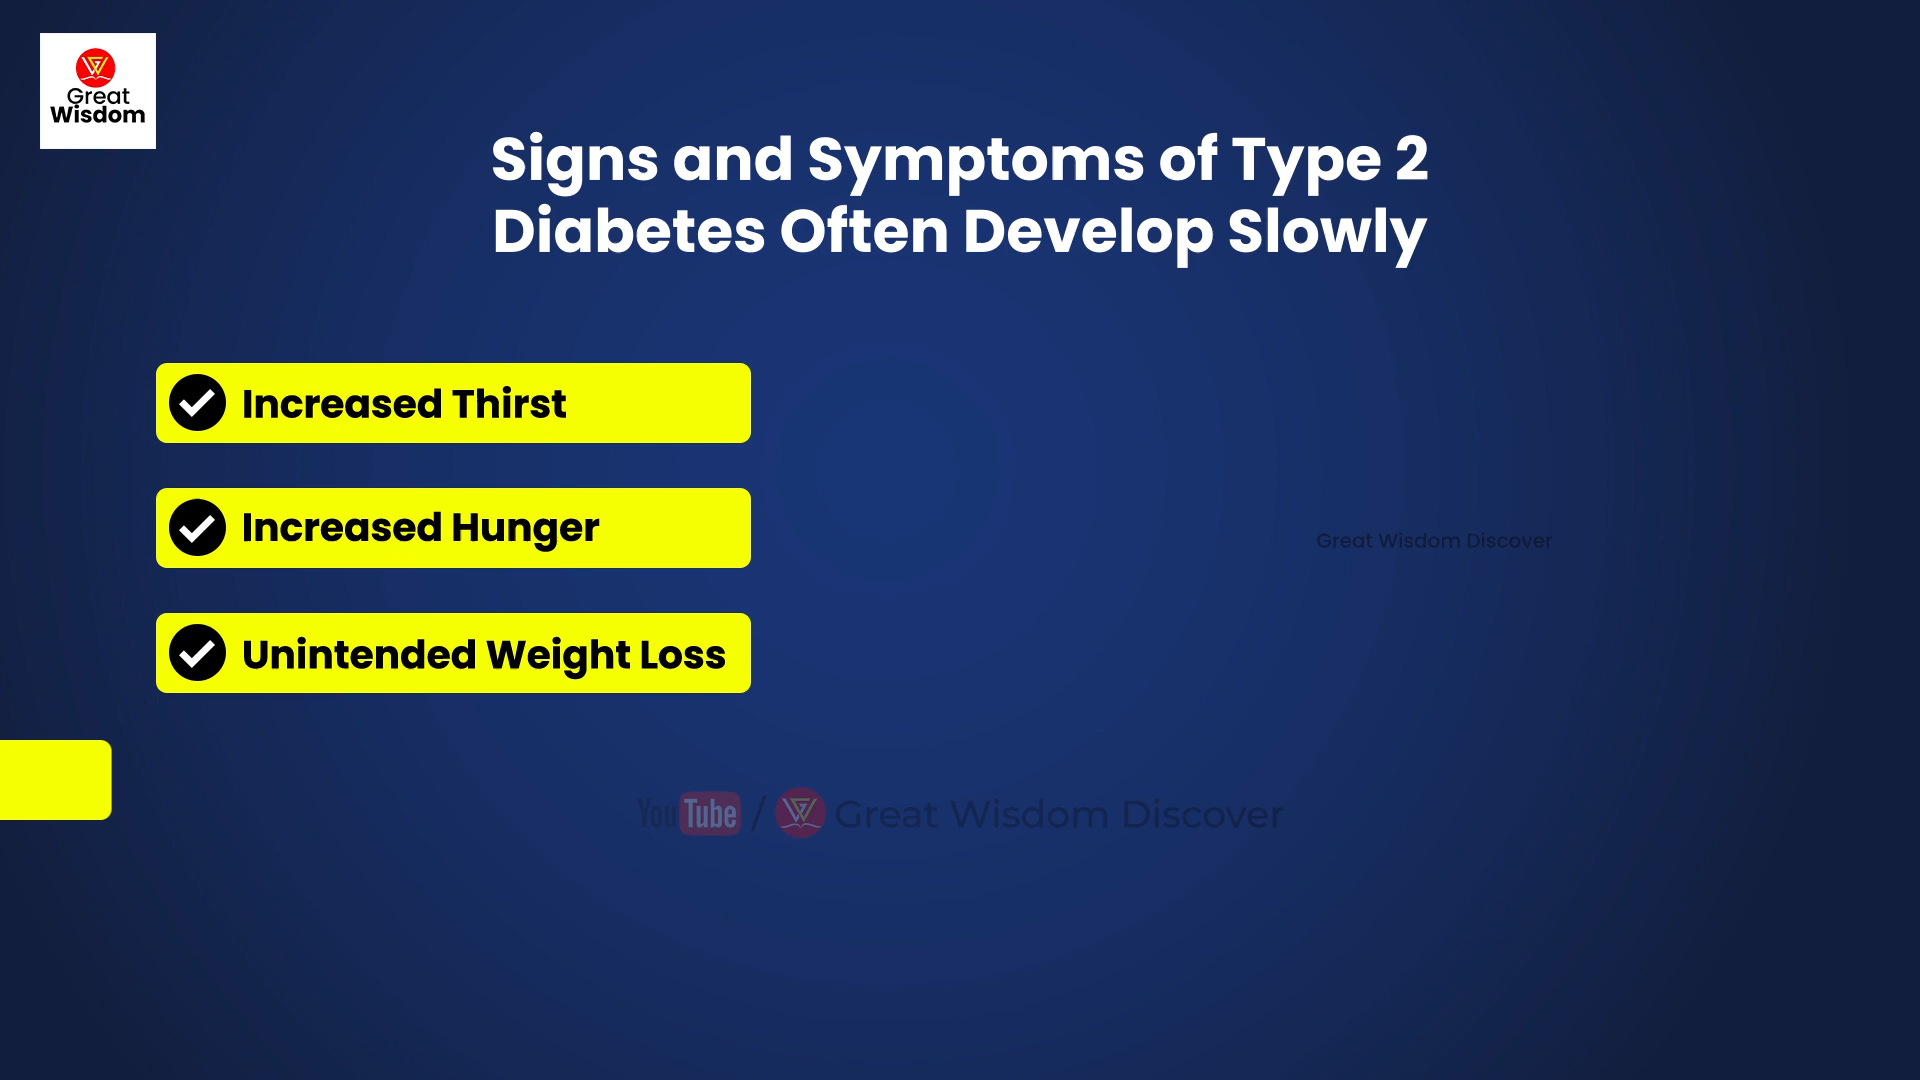 Great
Wisdom
Signs and Symptoms of Type 2
Diabetes Often Develop Slowly
Increased Thirst
Increased Hunger
Great Wisdom Discover
Unintended Weight Loss
YouTube / Great Wisdom Discover